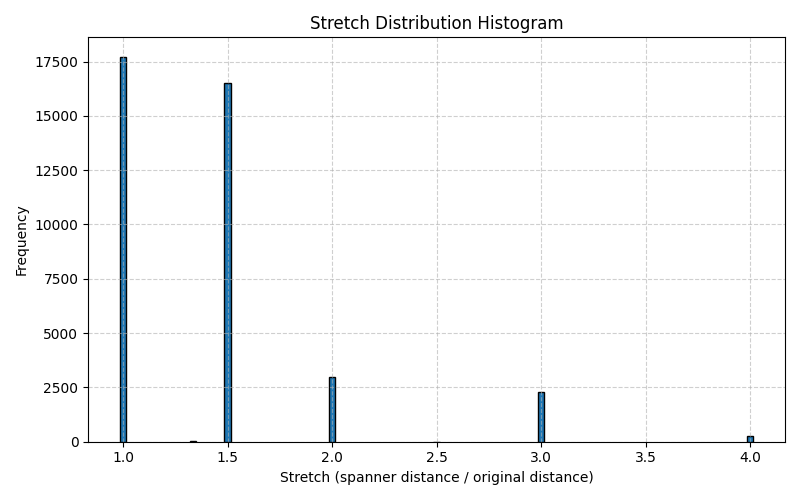 Stretch Distribution Histogram
Frequency
17500
15000
12500
10000
7500
5000
2500
0
1.0 1.5 2.0 2.5 3.0 3.5 4.0
Stretch (spanner distance / original distance)